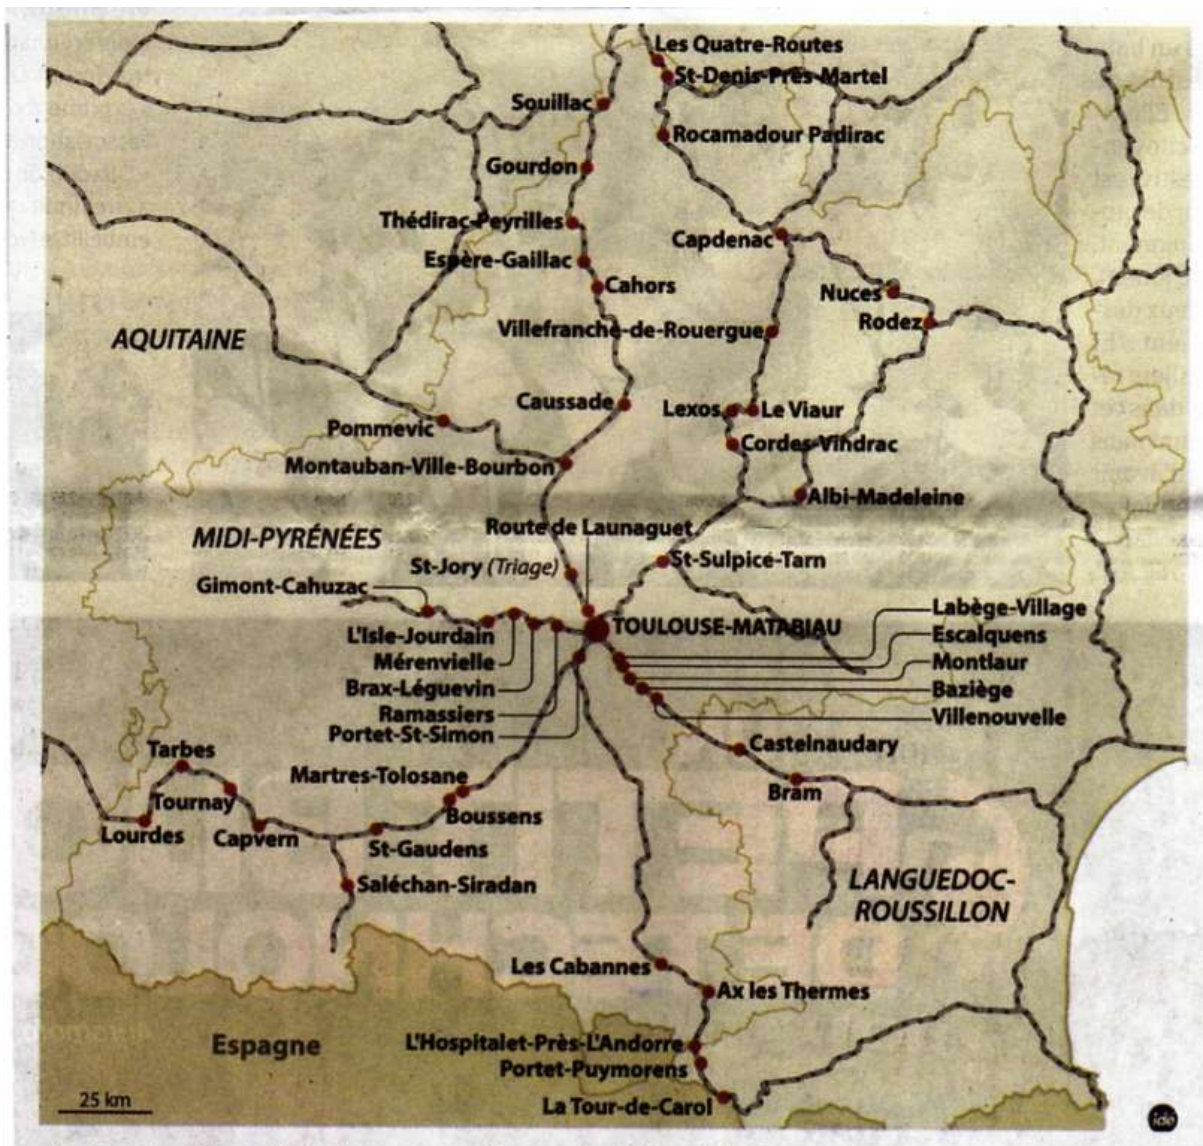 Les Quatre-Routes
St-Denis-Près-Martel
Souillac
Rocamadour Padirac
Gourdon
Thédirac-Peyrilles
Capdenac
Espère-Gaillac
Cahors
Nuces
Rodez
Villefranche-de-Rouergue
AQUITAINE
Caussade
Lexos
Le Viaur
Pommevic
Cordes-Vindrac
Montauban-Ville-Bourbon
Albi-Madeleine
Route de Launaguet
MIDI-PYRÉNÉES
St-Jory (Triage)
St-Sulpice-Tarn
Gimont-Cahuzac
Labège-Village
TOULOUSE-MATABIAU
L'Isle-Jourdain
Escalquens
Mérenvielle
Montlaur
Brax-Léguevin
Baziège
Ramassiers
Villenouvelle
Portet-St-Simon
Castelnaudary
Tarbes
Martres-Tolosane
Bram
Tournay
Boussens
Lourdes
Capvern
St-Gaudens
Saléchan-Siradan
LANGUEDOC-
ROUSSILLON
Les Cabannes
Ax les Thermes
Espagne
L'Hospitalet-Près-L'Andorre
Portet-Puymorens
25 km
La Tour-de-Carol
ide